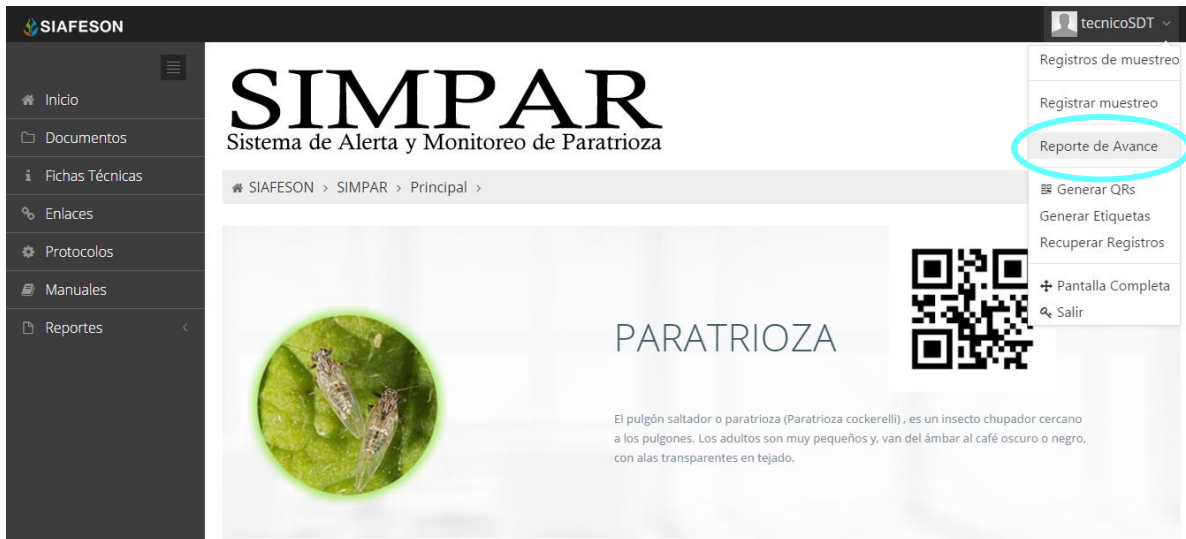 SIAFESON
tecnicoSDT
Inicio
Documentos
Fichas Técnicas
Enlaces
Protocolos
Manuales
Reportes
SIMPAR
Sistema de Alerta y Monitoreo de Paratrioza
SIAFESON > SIMPAR > Principal >
Registros de muestreo
Registrar muestreo
Reporte de Avance
Generar QRs
Generar Etiquetas
Recuperar Registros
Pantalla Completa
Salir
PARATRIOZA
El pulgón saltador o paratrioza (Paratrioza cockerelli) , es un insecto chupador cercano
a los pulgones. Los adultos son muy pequeños y, van del ámbar al café oscuro o negro,
con alas transparentes en tejado.